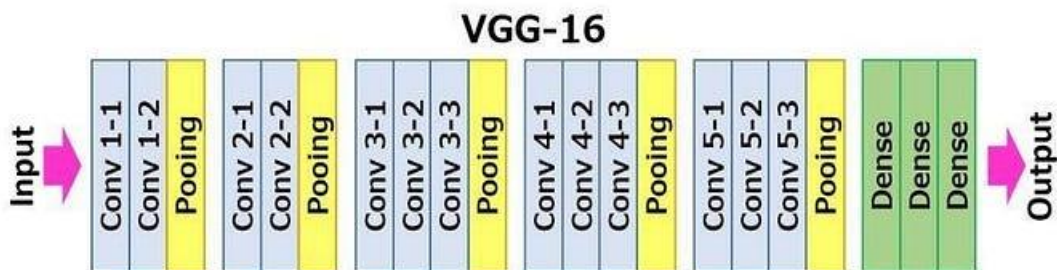 VGG-16
Input
Conv 1-1
Conv 1-2
Pooing
Conv 2-1
Conv 2-2
Pooing
Conv 3-1
Conv 3-2
Conv 3-3
Pooing
Conv 4-1
Conv 4-2
Conv 4-3
Pooing
Conv 5-1
Conv 5-2
Conv 5-3
Pooing
Dense
Dense
Dense
Output